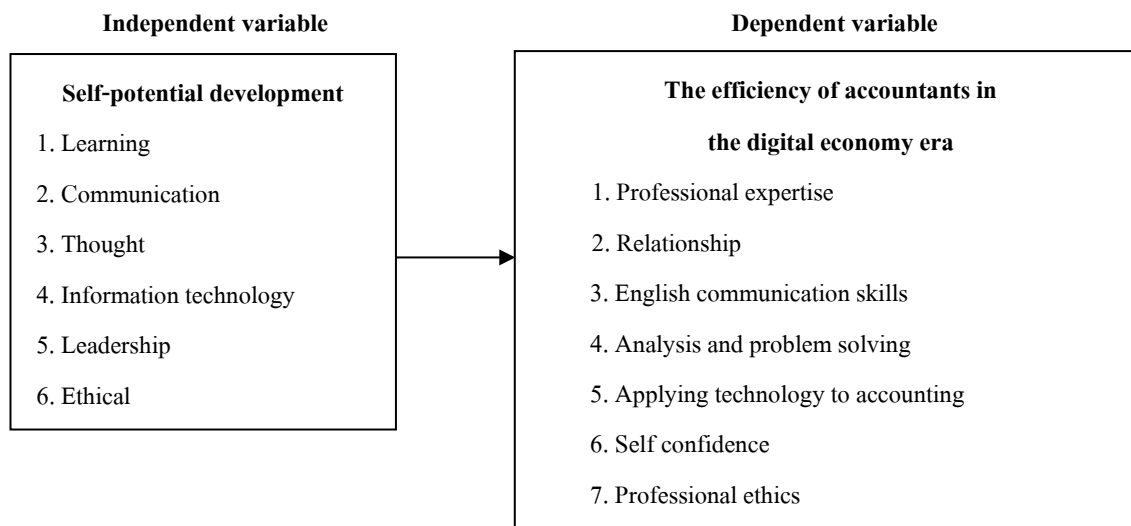 Independent variable
Self-potential development
1. Learning
2. Communication
3. Thought
4. Information technology
5. Leadership
6. Ethical
Dependent variable
The efficiency of accountants in
the digital economy era
1. Professional expertise
2. Relationship
3. English communication skills
4. Analysis and problem solving
5. Applying technology to accounting
6. Self confidence
7. Professional ethics